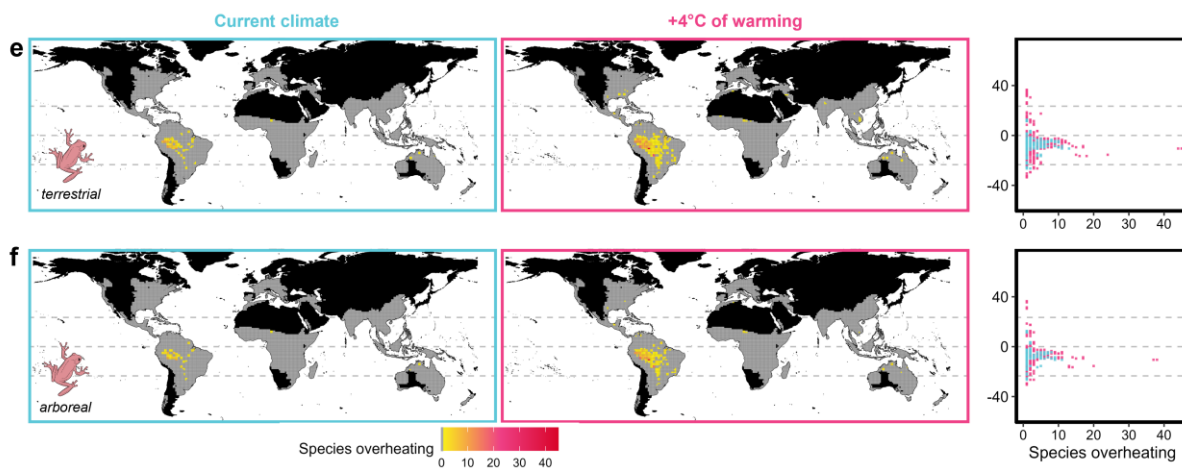 Current climate
+4°C of warming
e
terrestrial
40
0
-40
0 10 20 30 40
f
arboreal
40
0
-40
0 10 20 30 40
Species overheating
Species overheating
0 10 20 30 40